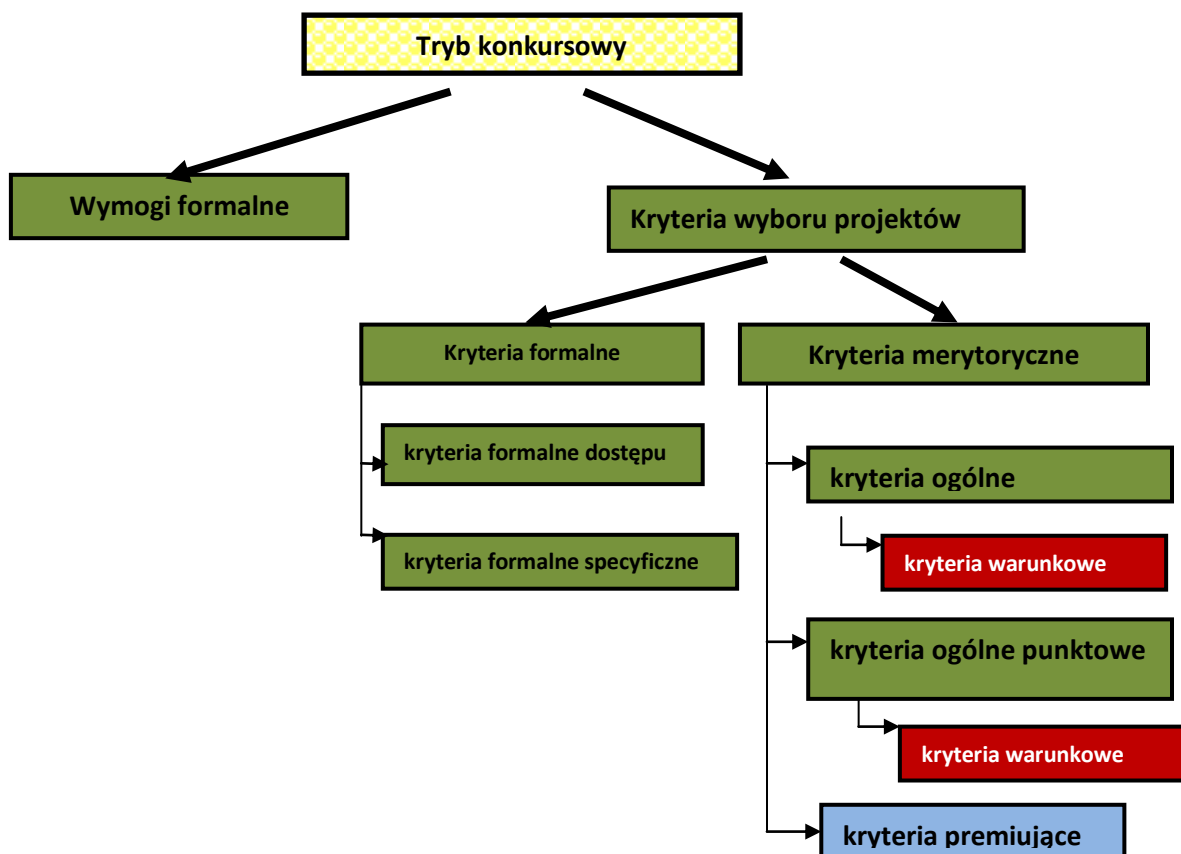 Tryb konkursowy
Wymogi formalne
Kryteria wyboru projektów
Kryteria formalne
Kryteria merytoryczne
kryteria formalne dostępu
kryteria ogólne
kryteria formalne specyficzne
kryteria warunkowe
kryteria ogólne punktowe
kryteria warunkowe
kryteria premiujące